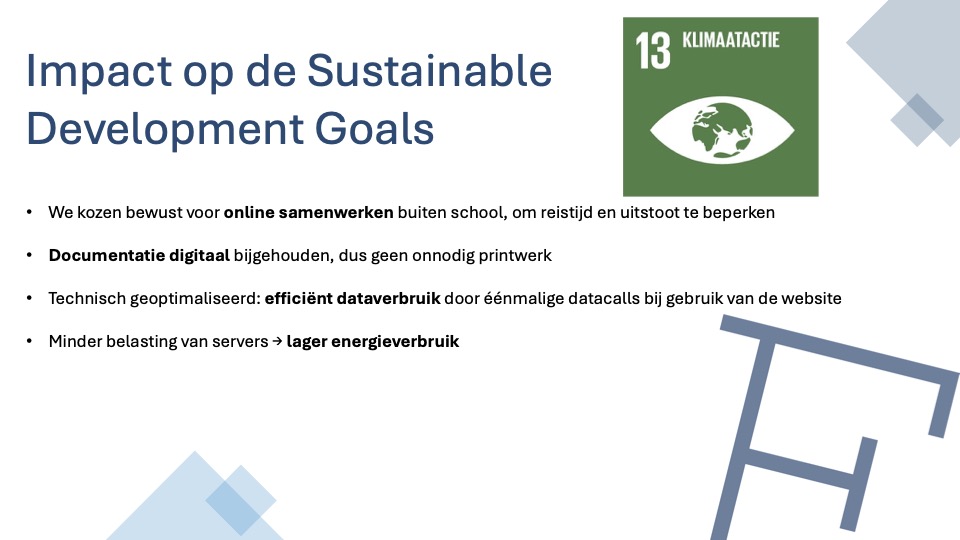 Impact op de Sustainable
Development Goals
13 KLIMAATACTIE
• We kozen bewust voor online samenwerken buiten school, om reistijd en uitstoot te beperken
• Documentatie digitaal bijgehouden, dus geen onnodig printwerk
• Technisch geoptimaliseerd: efficiënt dataverbruik door éénmalige datacalls bij gebruik van de website
• Minder belasting van servers → lager energieverbruik